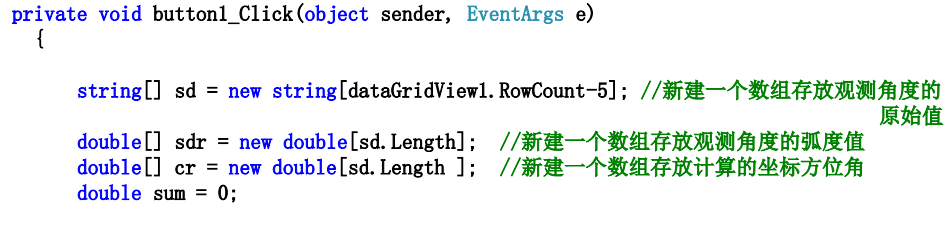 private void button1_Click(object sender, EventArgs e)
{
string[] sd = new string[dataGridView1.RowCount-5]; //新建一个数组存放观测角度的
原始值
double[] sdr = new double[sd.Length]; //新建一个数组存放观测角度的弧度值
double[] cr = new double[sd.Length ]; //新建一个数组存放计算的坐标方位角
double sum = 0;